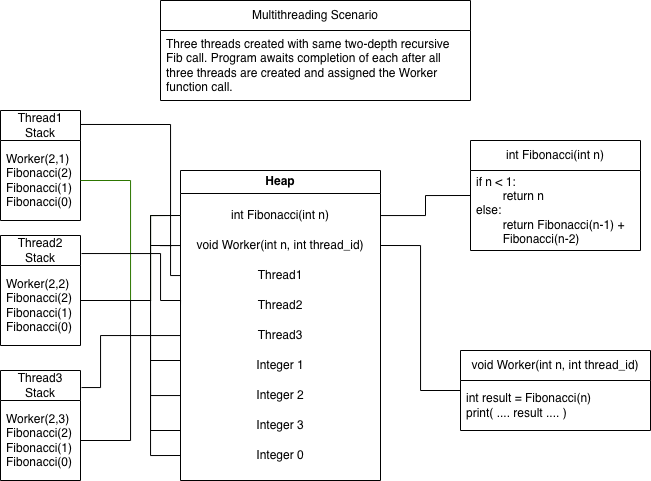 Multithreading Scenario
Three threads created with same two-depth recursive
Fib call. Program awaits completion of each after all
three threads are created and assigned the Worker
function call.
Thread1
Stack
Worker(2,1)
Fibonacci(2)
Fibonacci(1)
Fibonacci(0)
Thread2
Stack
Worker(2,2)
Fibonacci(2)
Fibonacci(1)
Fibonacci(0)
Thread3
Stack
Worker(2,3)
Fibonacci(2)
Fibonacci(1)
Fibonacci(0)
Heap
int Fibonacci(int n)
void Worker(int n, int thread_id)
Thread1
Thread2
Thread3
Integer 1
Integer 2
Integer 3
Integer 0
int Fibonacci(int n)
if n < 1:
return n
else:
return Fibonacci(n-1) +
Fibonacci(n-2)
void Worker(int n, int thread_id)
int result = Fibonacci(n)
print( .... result .... )